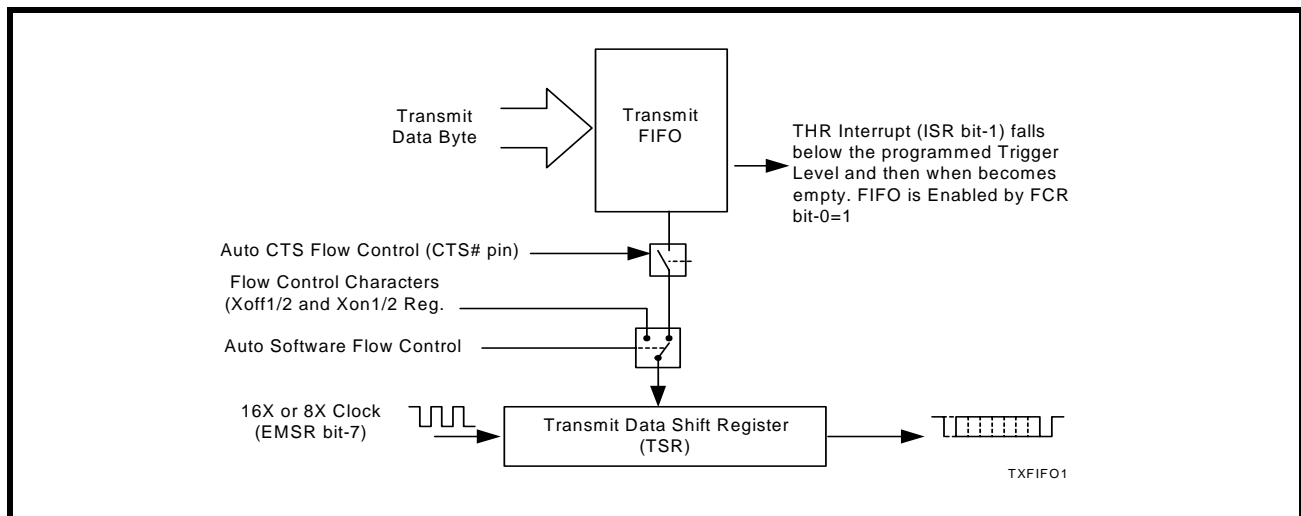 Transmit
Data Byte
Transmit
FIFO
THR Interrupt (ISR bit-1) falls
below the programmed Trigger
Level and then when becomes
empty. FIFO is Enabled by FCR
bit-0=1
Auto CTS Flow Control (CTS# pin)
Flow Control Characters
(Xoff1/2 and Xon1/2 Reg.
Auto Software Flow Control
16X or 8X Clock
(EMSR bit-7)
Transmit Data Shift Register
(TSR)
TXFIFO1